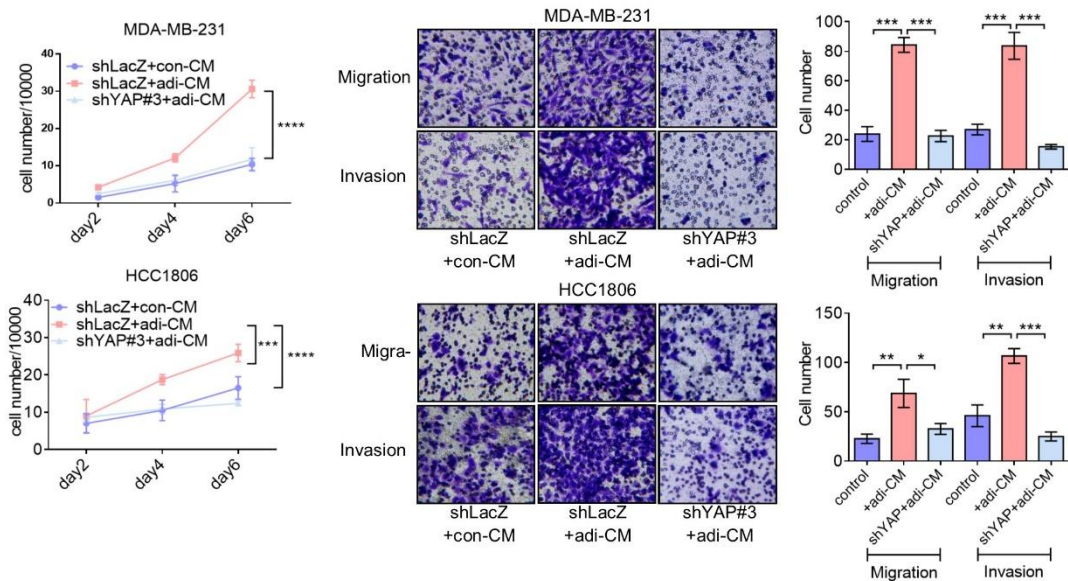 MDA-MB-231
shLacZ+con-CM
shLacZ+adi-CM
shYAP#3+adi-CM
cell number/10000
40
30
20
10
0
****
day2
day4
day6
HCC1806
shLacZ+con-CM
shLacZ+adi-CM
shYAP#3+adi-CM
cell number/10000
40
30
20
10
0
***
****
day2
day4
day6
MDA-MB-231
Migration
Invasion
shLacZ
+con-CM
shLacZ
+adi-CM
shYAP#3
+adi-CM
HCC1806
Migra-
Invasion
shLacZ
+con-CM
shLacZ
+adi-CM
shYAP#3
+adi-CM
Cell number
100
80
60
40
20
0
***
***
***
***
control
+adi-CM
shYAP+adi-CM
control
+adi-CM
shYAP+adi-CM
Migration
Invasion
Cell number
150
100
50
0
**
*
**
***
control
+adi-CM
shYAP+adi-CM
control
+adi-CM
shYAP+adi-CM
Migration
Invasion